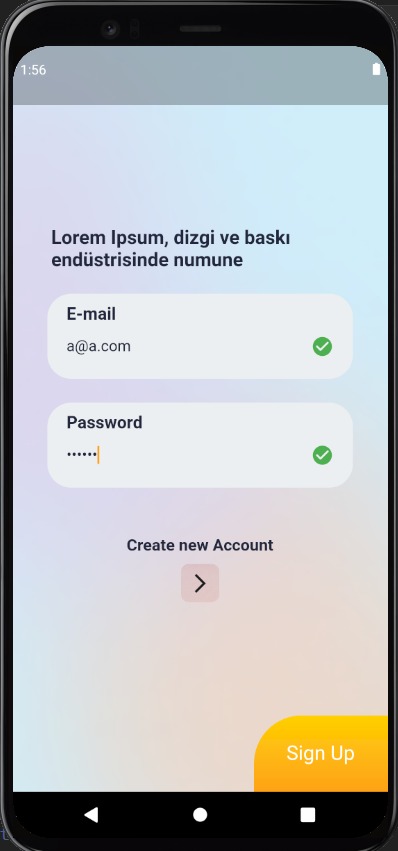 1:56
Lorem Ipsum, dizgi ve baskı
endüstrisinde numune
E-mail
a@a.com
Password
••••••
Create new Account
Sign Up